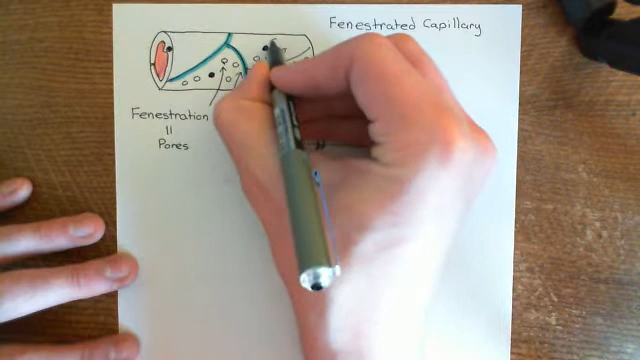 Fenestrated Capillary
Fenestration
=
Pores